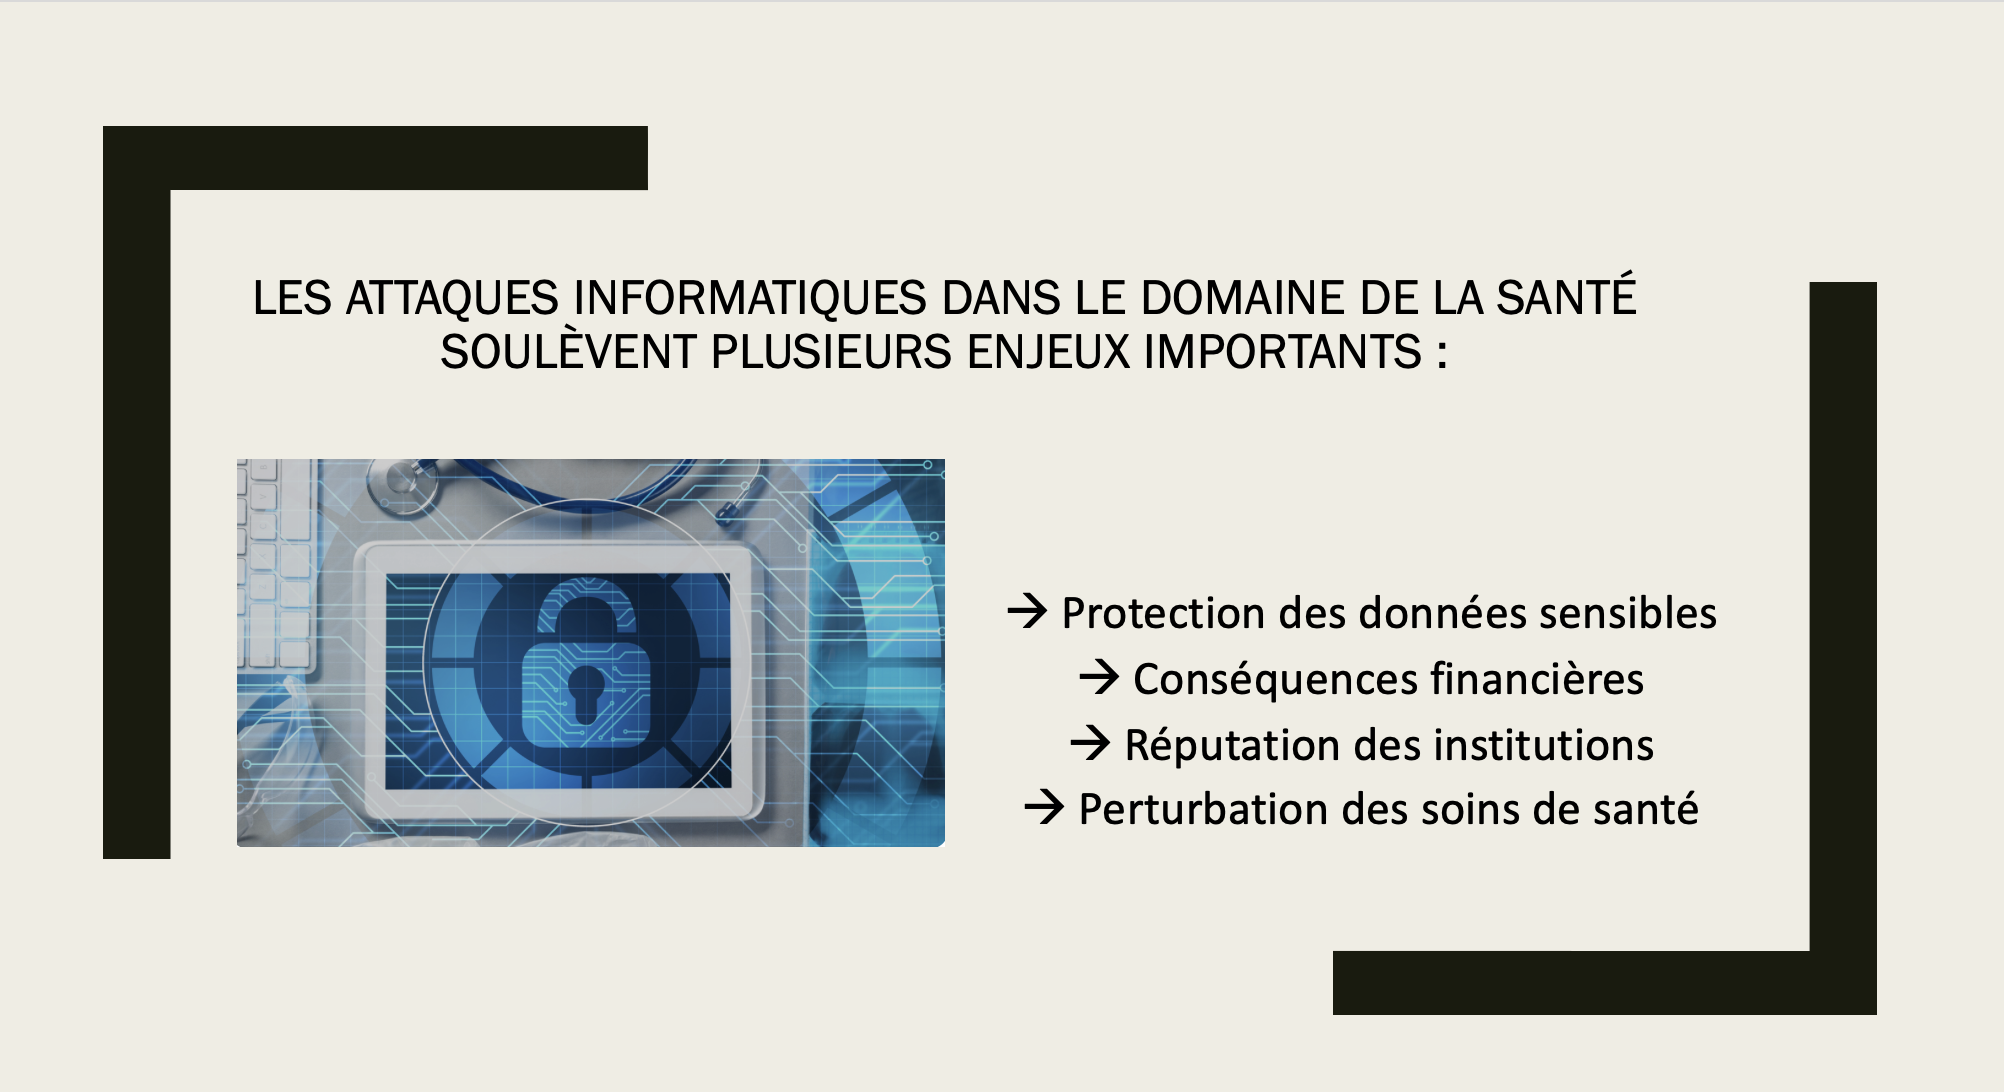 LES ATTAQUES INFORMATIQUES DANS LE DOMAINE DE LA SANTÉ
SOULÈVENT PLUSIEURS ENJEUX IMPORTANTS :
→ Protection des données sensibles
→ Conséquences financières
→ Réputation des institutions
→ Perturbation des soins de santé